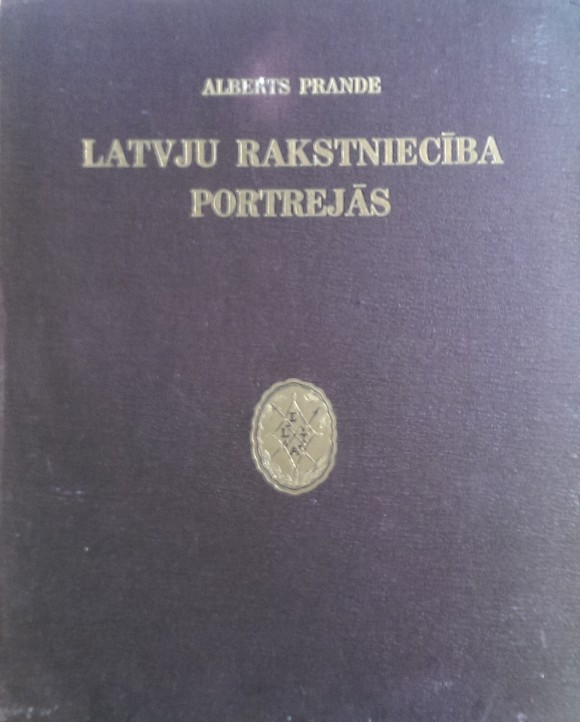 ALBERTS PRANDE
LATVJU RAKSTNIECĪBA
PORTREJĀS